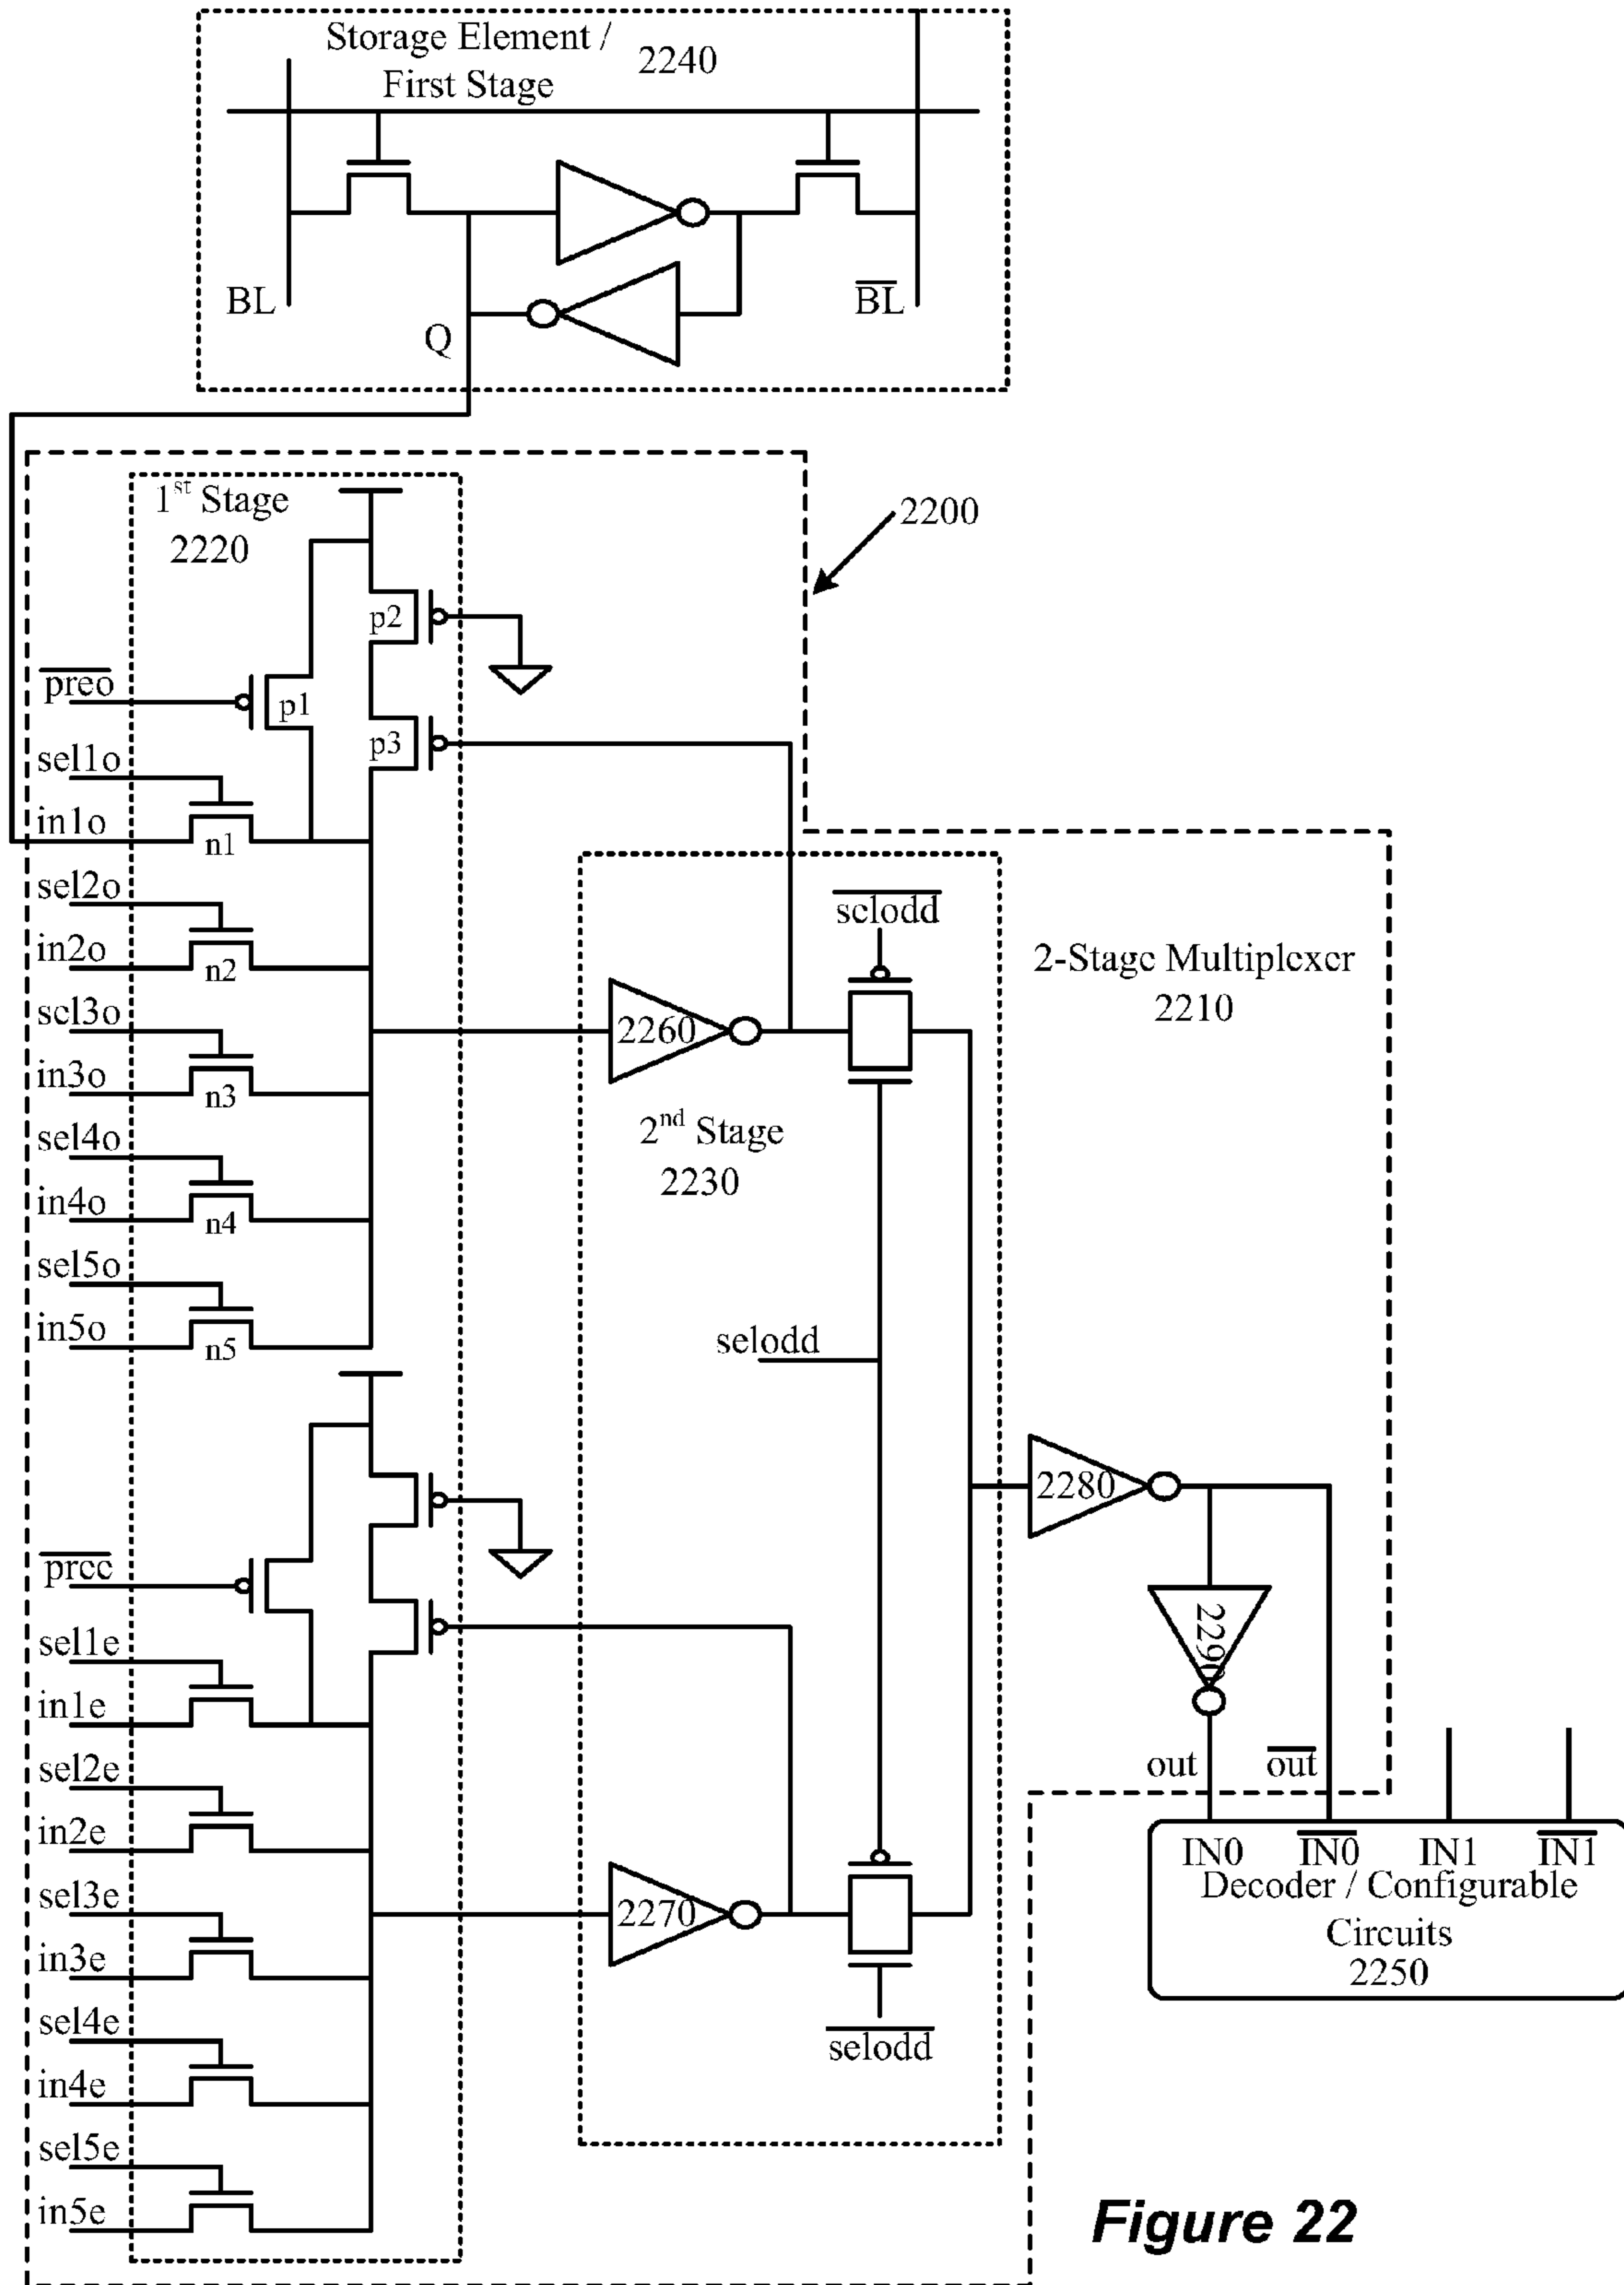 Storage Element /
First Stage
2240
BL
Q
BL
1st Stage
2220
2200
p2
preo
p1
p3
sel1o
in1o
n1
sel2o
in2o
n2
sel3o
in3o
n3
sel4o
in4o
n4
sel5o
in5o
n5
selodd
2-Stage Multiplexer
2210
2260
2nd Stage
2230
selodd
2280
2290
pree
sel1e
in1e
sel2e
in2e
sel3e
in3e
sel4e
in4e
sel5e
in5e
2270
selodd
out
out
IN0 IN0 IN1 IN1
Decoder / Configurable
Circuits
2250
Figure 22